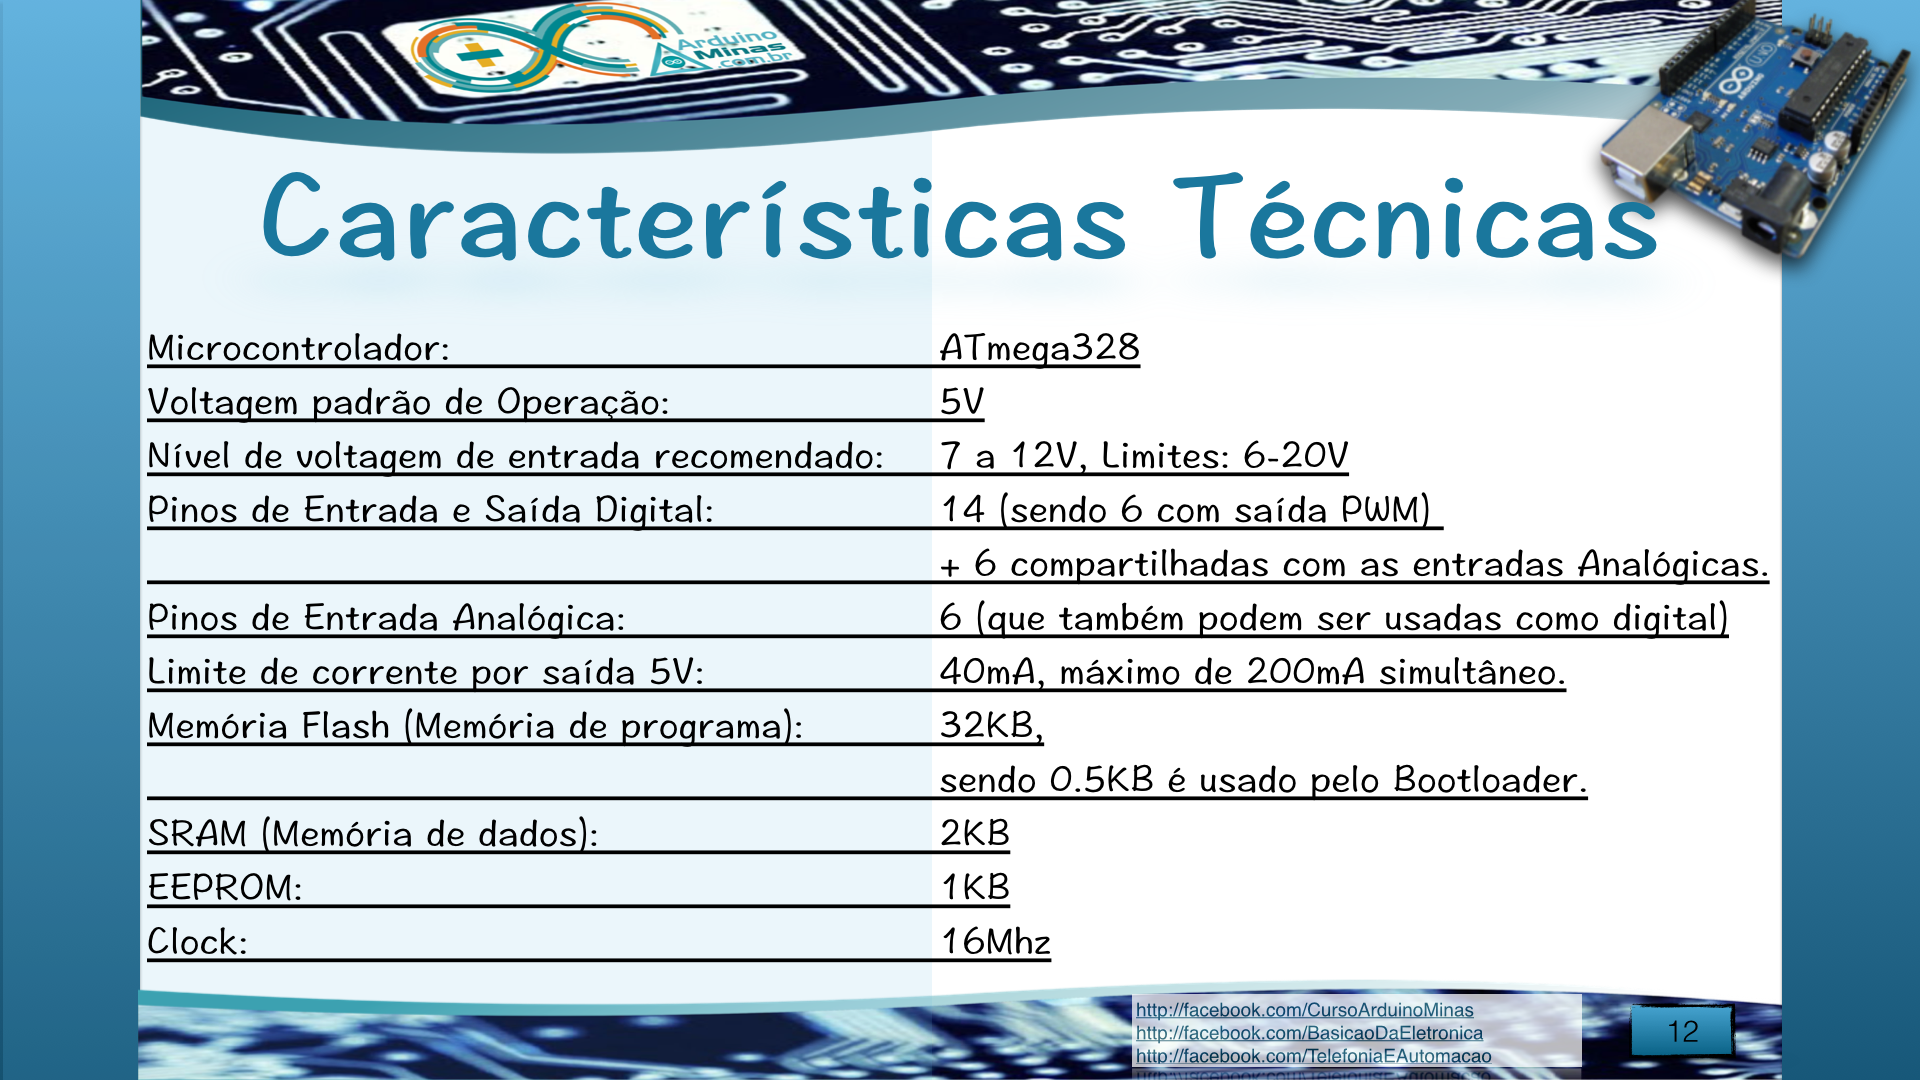 Arduino
Minas
.com.br
UNO
ARDUINO
Características Técnicas
Microcontrolador: ATmega328
Voltagem padrão de Operação: 5V
Nível de voltagem de entrada recomendado: 7 a 12V, Limites: 6-20V
Pinos de Entrada e Saída Digital: 14 (sendo 6 com saída PWM)
+ 6 compartilhadas com as entradas Analógicas.
Pinos de Entrada Analógica: 6 (que também podem ser usadas como digital)
Limite de corrente por saída 5V: 40mA, máximo de 200mA simultâneo.
Memória Flash (Memória de programa): 32KB,
sendo 0.5KB é usado pelo Bootloader.
SRAM (Memória de dados): 2KB
EEPROM: 1KB
Clock: 16Mhz
http://facebook.com/CursoArduinoMinas
http://facebook.com/BasicaoDaEletronica
http://facebook.com/TelefoniaEAutomacao
12